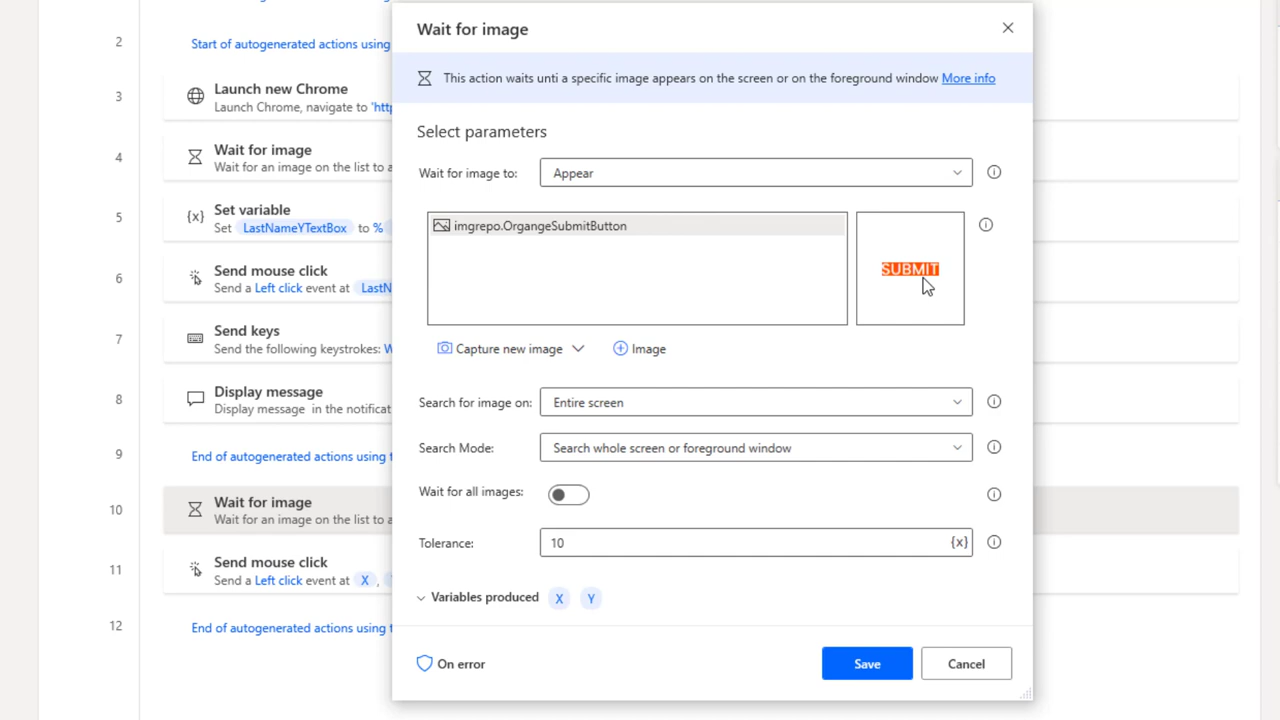 2 Start of autogenerated actions using
3 Launch new Chrome
Launch Chrome, navigate to 'http
4 Wait for image
Wait for an image on the list to a
5 {x} Set variable
Set LastNameYTextBox to %
6 Send mouse click
Send a Left click event at LastN
7 Send keys
Send the following keystrokes: W
8 Display message
Display message in the notificat
9 End of autogenerated actions using t
10 Wait for image
Wait for an image on the list to a
11 Send mouse click
Send a Left click event at X ,
12 End of autogenerated actions using t
Wait for image
This action waits unti a specific image appears on the screen or on the foreground window More info
Select parameters
Wait for image to: Appear
imgrepo.OrgangeSubmitButton
SUBMIT
Capture new image Image
Search for image on: Entire screen
Search Mode: Search whole screen or foreground window
Wait for all images:
Tolerance: 10 {x}
Variables produced X Y
On error Save Cancel